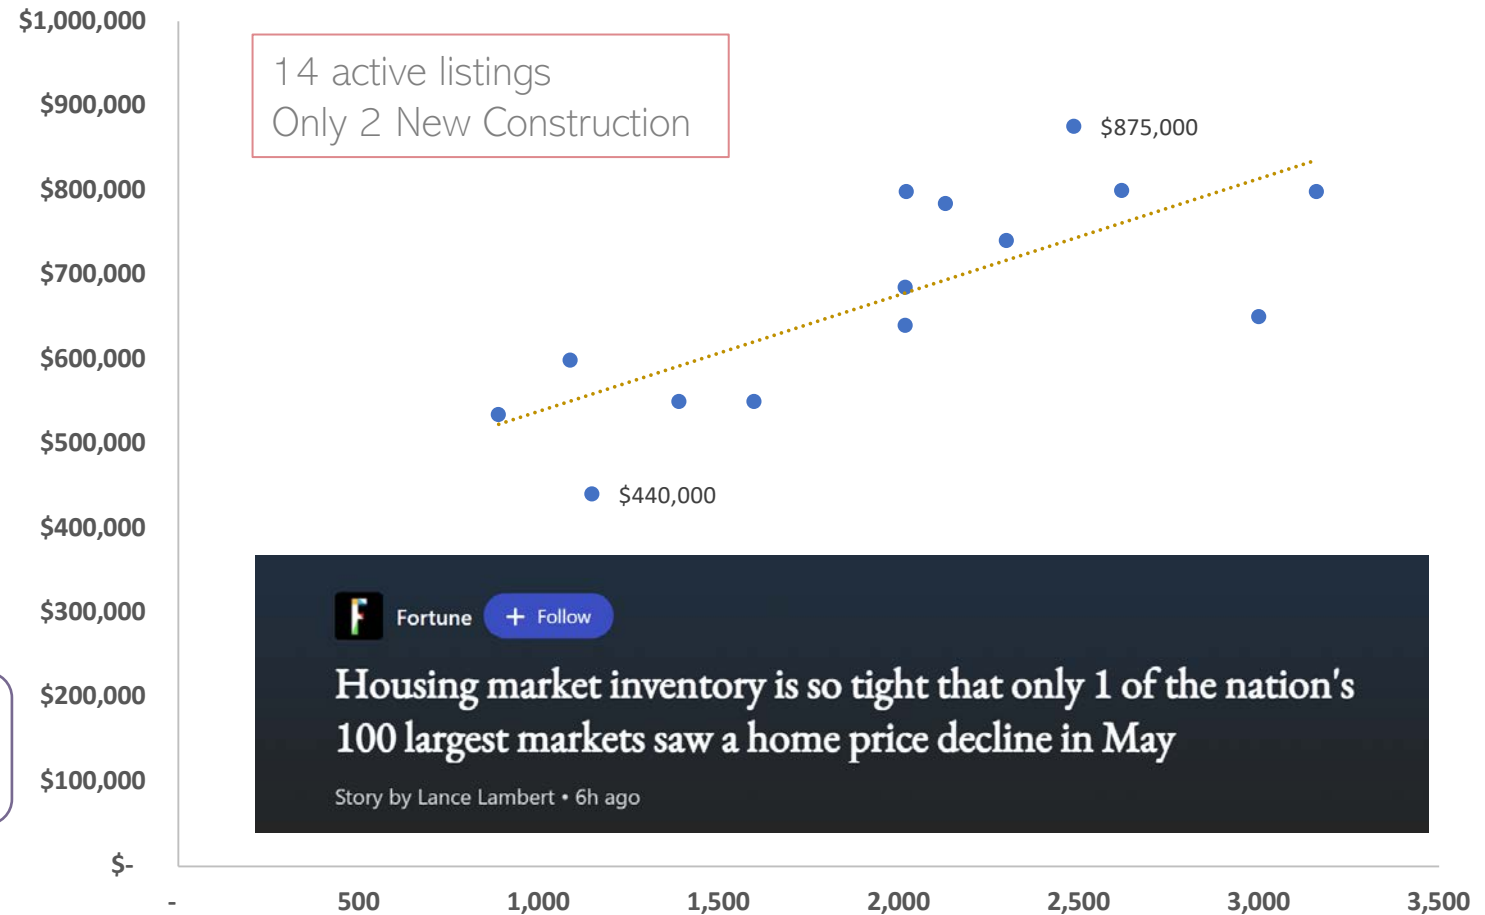 $1,000,000
$900,000
$800,000
$700,000
$600,000
$500,000
$400,000
$300,000
$200,000
$100,000
$-
14 active listings
Only 2 New Construction
$875,000
$440,000
F
Fortune
+ Follow
Housing market inventory is so tight that only 1 of the nation's
100 largest markets saw a home price decline in May
Story by Lance Lambert • 6h ago
- 500 1,000 1,500 2,000 2,500 3,000 3,500